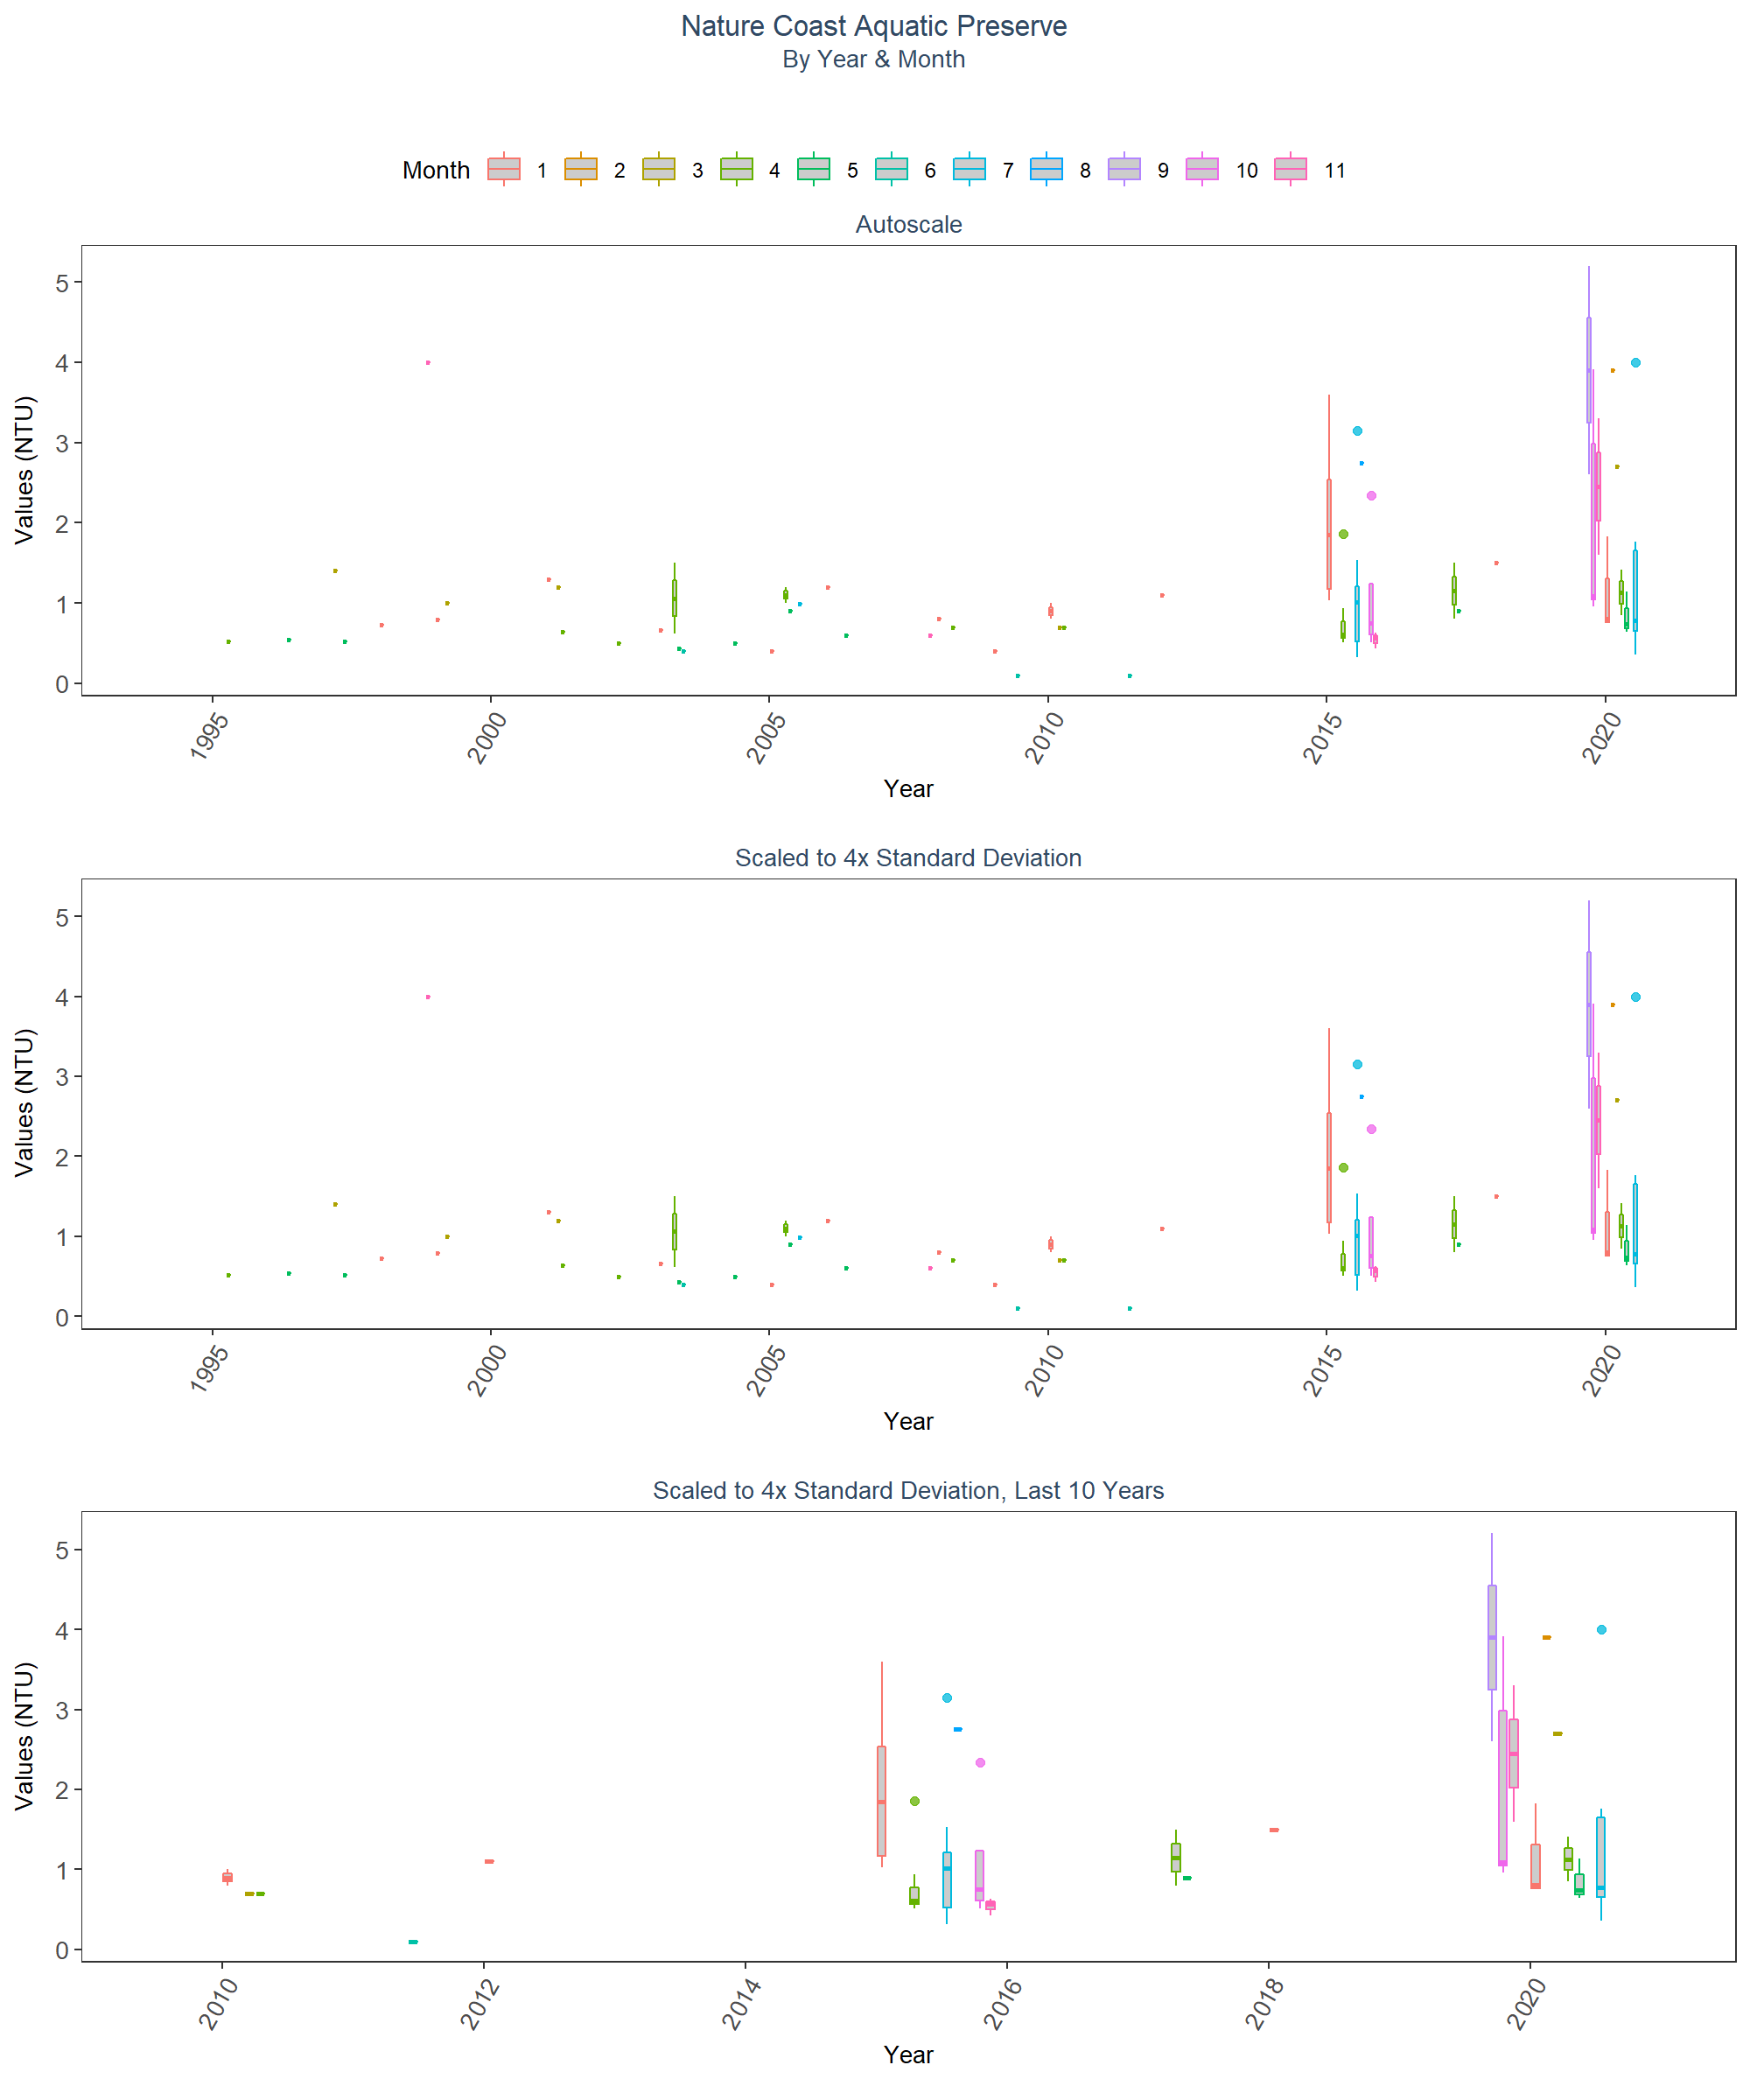 Nature Coast Aquatic Preserve
By Year & Month
Month 1 2 3 4 5 6 7 8 9 10 11
Autoscale
Values (NTU)
5
4
3
2
1
0
1995 2000 2005 2010 2015 2020
Year
Scaled to 4x Standard Deviation
Values (NTU)
5
4
3
2
1
0
1995 2000 2005 2010 2015 2020
Year
Scaled to 4x Standard Deviation, Last 10 Years
Values (NTU)
5
4
3
2
1
0
2010 2012 2014 2016 2018 2020
Year